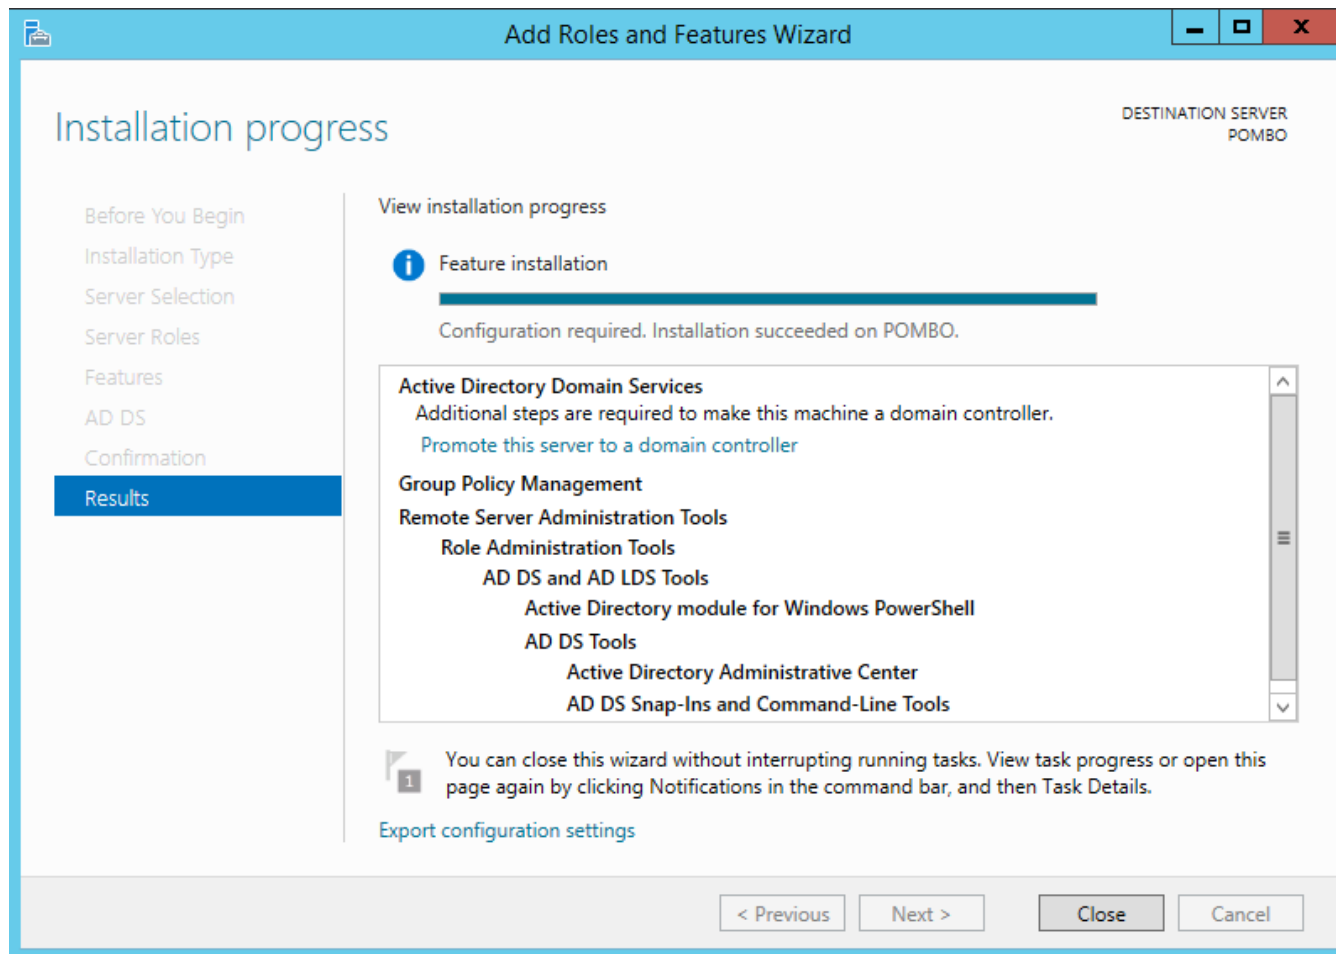 Add Roles and Features Wizard
Installation progress
DESTINATION SERVER
POMBO
Before You Begin
Installation Type
Server Selection
Server Roles
Features
AD DS
Confirmation
Results
View installation progress
Feature installation
Configuration required. Installation succeeded on POMBO.
Active Directory Domain Services
Additional steps are required to make this machine a domain controller.
Promote this server to a domain controller
Group Policy Management
Remote Server Administration Tools
Role Administration Tools
AD DS and AD LDS Tools
Active Directory module for Windows PowerShell
AD DS Tools
Active Directory Administrative Center
AD DS Snap-Ins and Command-Line Tools
1
You can close this wizard without interrupting running tasks. View task progress or open this
page again by clicking Notifications in the command bar, and then Task Details.
Export configuration settings
< Previous
Next >
Close
Cancel